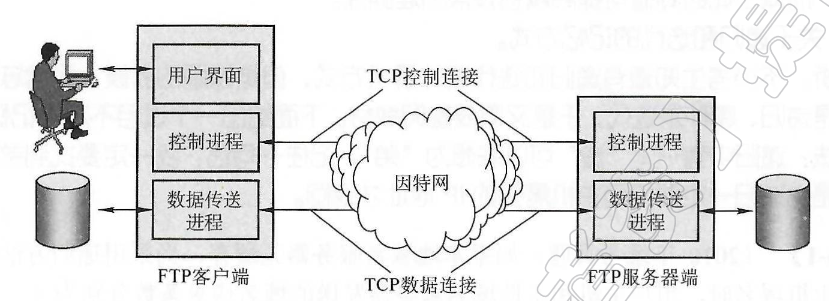 用户界面
TCP控制连接
控制进程
控制进程
因特网
数据传送
进程
数据传送
进程
FTP客户端
TCP数据连接
FTP服务器端